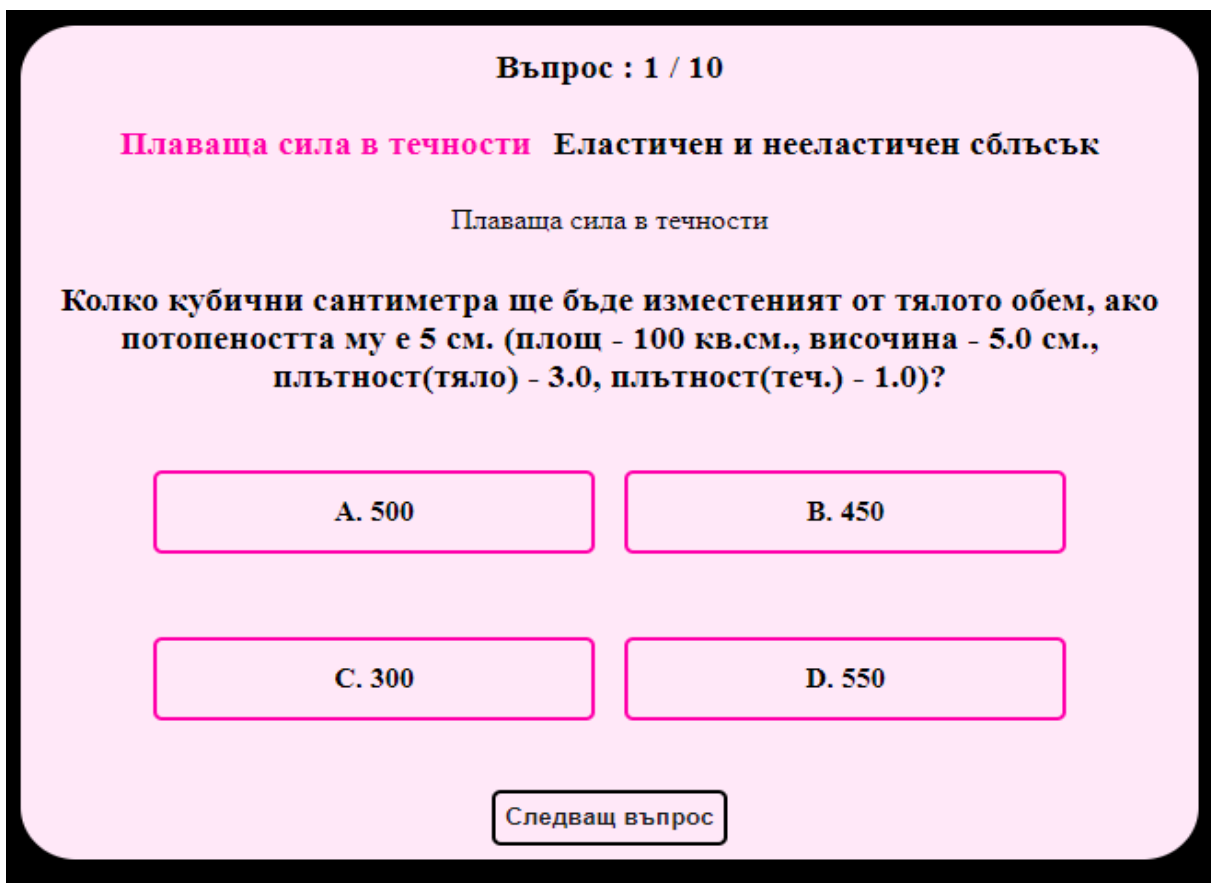 Въпрос : 1 / 10
Плаваща сила в течности Еластичен и нееластичен сблъсък
Плаваща сила в течности
Колко кубични сантиметра ще бъде изместеният от тялото обем, ако
потопеността му е 5 см. (площ - 100 кв.см., височина - 5.0 см.,
плътност(тяло) - 3.0, плътност(теч.) - 1.0)?
A. 500
B. 450
C. 300
D. 550
Следващ въпрос